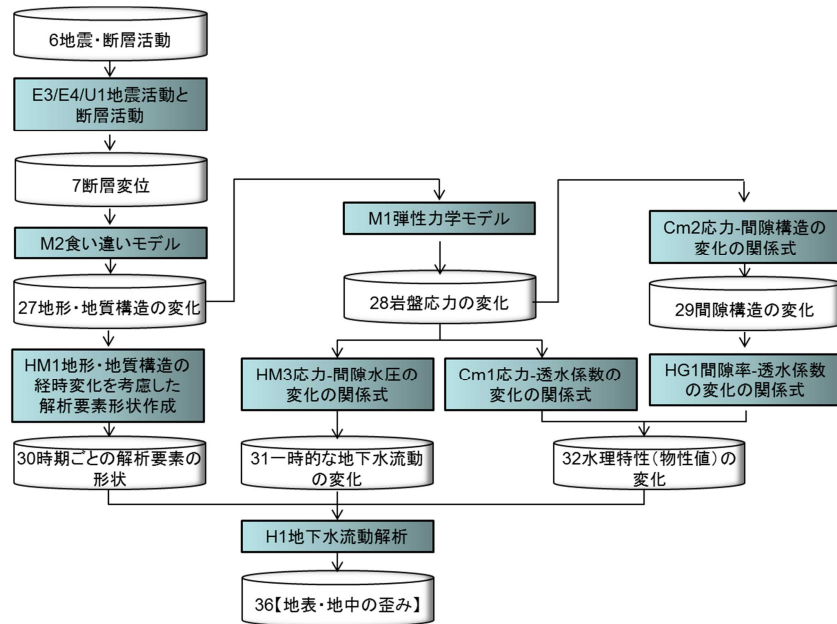 6地震・断層活動
E3/E4/U1地震活動と
断層活動
7断層変位
M2食い違いモデル
27地形・地質構造の変化
HM1地形・地質構造の
経時変化を考慮した
解析要素形状作成
30時期ごとの解析要素の
形状
M1弾性力学モデル
28岩盤応力の変化
HM3応力-間隙水圧の
変化の関係式
31一時的な地下水流動
の変化
Cm1応力-透水係数の
変化の関係式
Cm2応力-間隙構造の
変化の関係式
29間隙構造の変化
HG1間隙率-透水係数
の変化の関係式
32水理特性(物性値)の
変化
H1地下水流動解析
36【地表・地中の歪み】